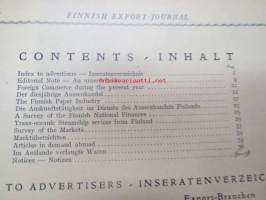 FINNISH EXPORT JOURNAL
CONTENTS - INHALT
Index to advertisers — Inseratenverzeichnis
Editorial Note — An unsere
Foreign Commerce during the present year
Der diesjährige Aussenhandel
The Finnish Paper Industry
Die Auskunftstätigkeit im Dienste des Aussenhandels Finlands
A Survey of the Finnish National Finances
Trans-oceanic Steamship services from Finland
Survey of the Markets
Marktübersichten
Articles in demand abroad
Im Auslande verlangte Waren
Notices — Notizen
TO ADVERTISERS - INSERATENVERZEIC
Export-Branchen